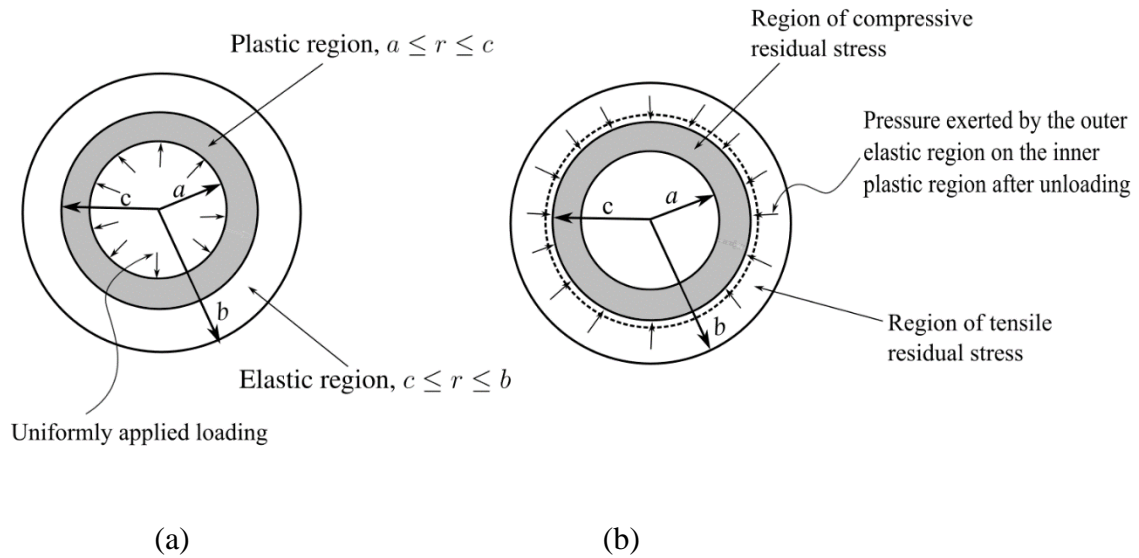 Plastic region, a ≤ r ≤ c
a
c
b
Elastic region, c ≤ r ≤ b
Uniformly applied loading
(a)
Region of compressive
residual stress
Pressure exerted by the outer
elastic region on the inner
plastic region after unloading
a
c
b
Region of tensile
residual stress
(b)